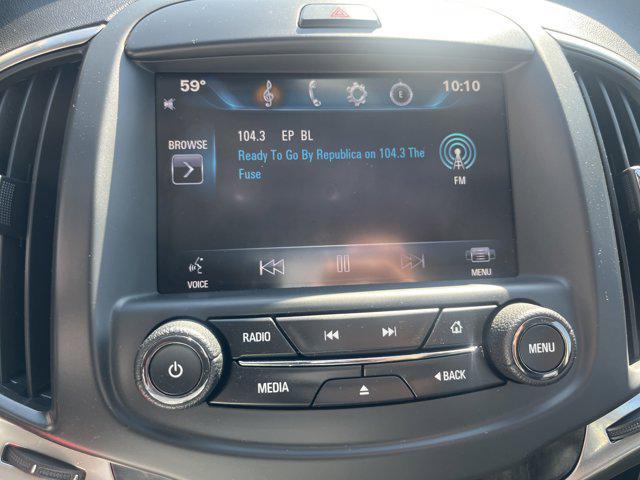 59°
E
10:10
BROWSE
104.3 EP BL
Ready To Go By Republica on 104.3 The
Fuse
FM
VOICE
MENU
RADIO
MEDIA
BACK
MENU